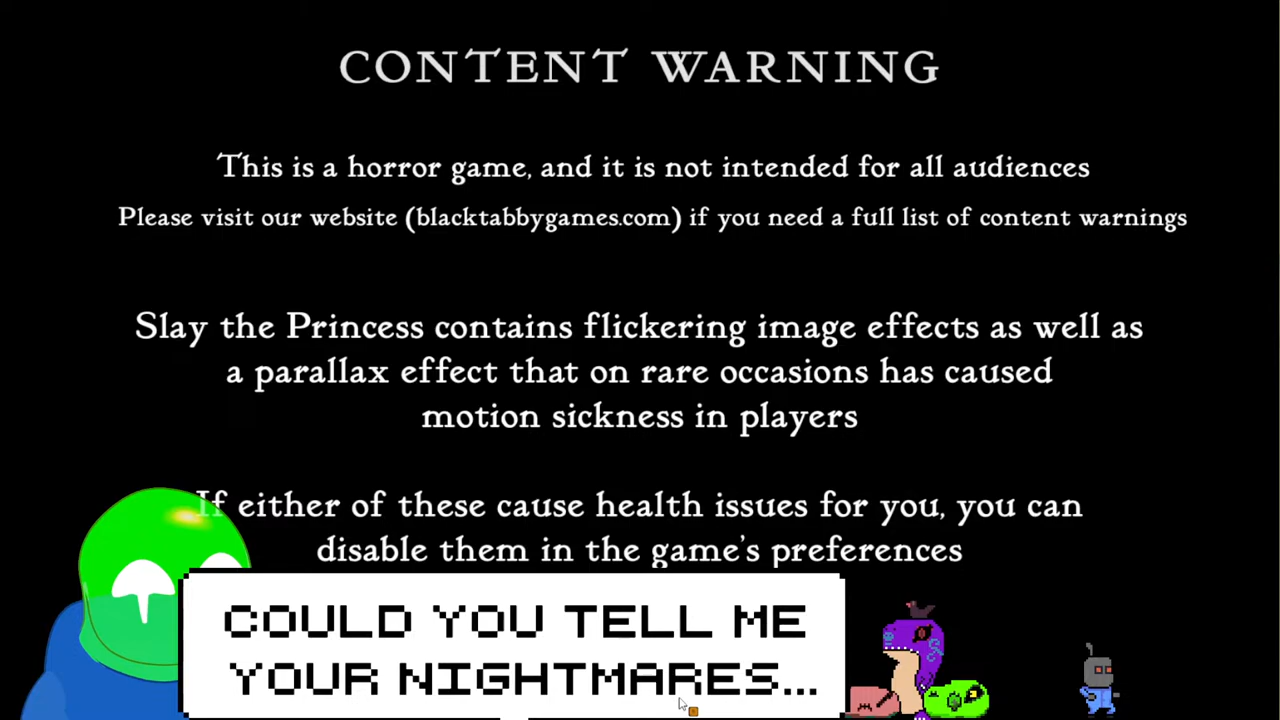 CONTENT WARNING
This is a horror game, and it is not intended for all audiences
Please visit our website (blacktabbygames.com) if you need a full list of content warnings
Slay the Princess contains flickering image effects as well as
a parallax effect that on rare occasions has caused
motion sickness in players
If either of these cause health issues for you, you can
disable them in the game's preferences
COULD YOU TELL ME
YOUR NIGHTMARES...